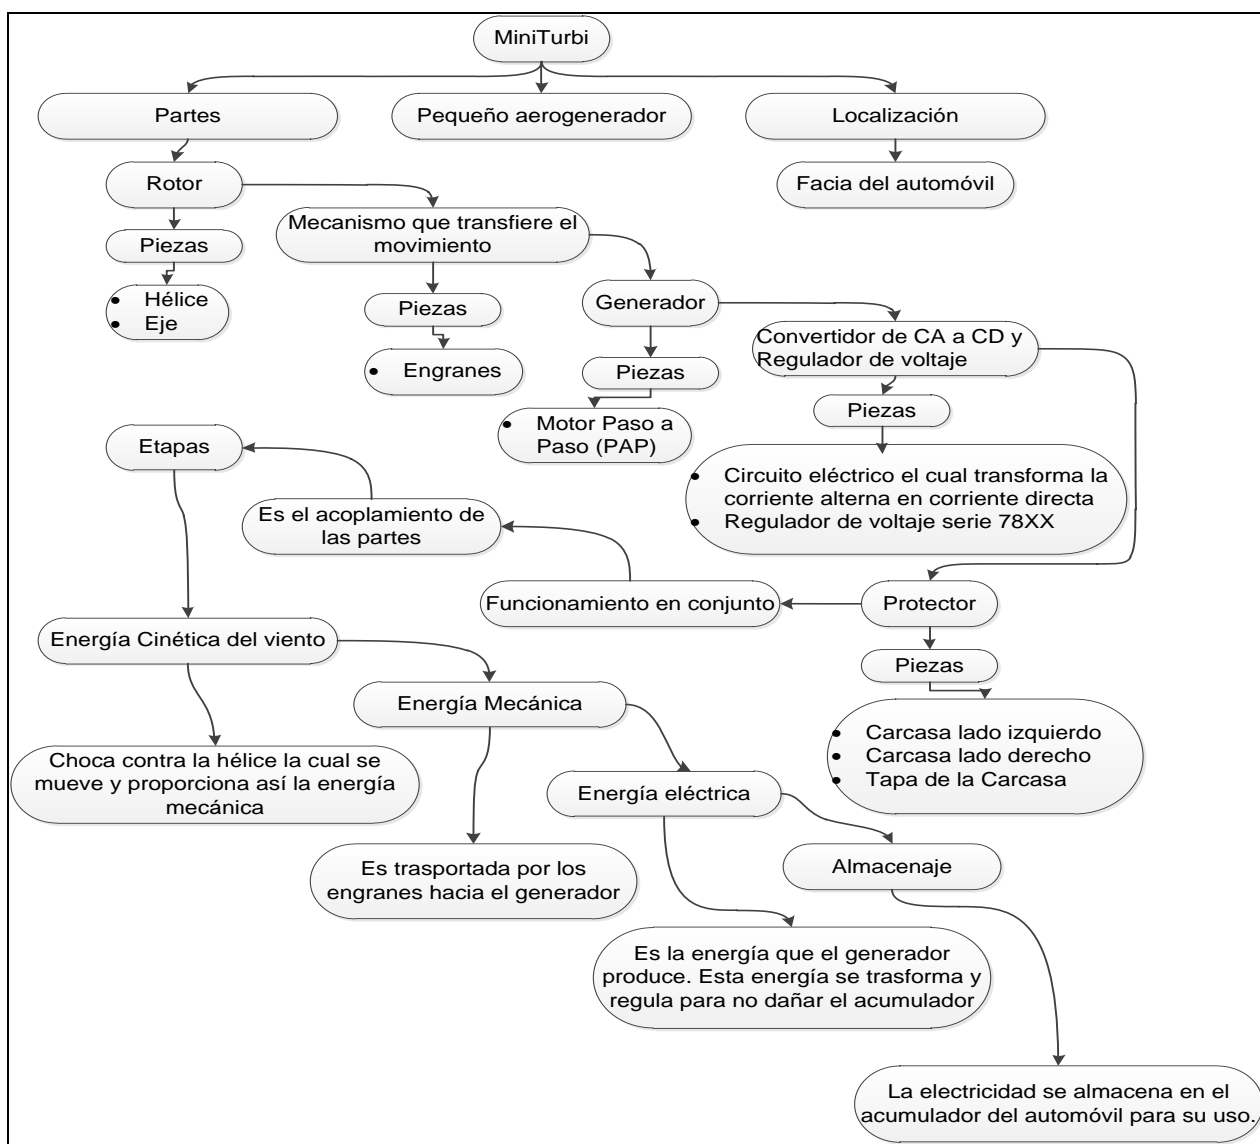 MiniTurbi
Partes
Pequeño aerogenerador
Localización
Rotor
Facia del automóvil
Mecanismo que transfiere el
movimiento
Piezas
• Hélice
• Eje
Piezas
• Engranes
Generador
Piezas
• Motor Paso a
Paso (PAP)
Convertidor de CA a CD y
Regulador de voltaje
Piezas
• Circuito eléctrico el cual transforma la
corriente alterna en corriente directa
• Regulador de voltaje serie 78XX
Etapas
Es el acoplamiento de
las partes
Funcionamiento en conjunto
Protector
Piezas
• Carcasa lado izquierdo
• Carcasa lado derecho
• Tapa de la Carcasa
Energía Cinética del viento
Choca contra la hélice la cual se
mueve y proporciona así la energía
mecánica
Energía Mecánica
Es trasportada por los
engranes hacia el generador
Energía eléctrica
Es la energía que el generador
produce. Esta energía se trasforma y
regula para no dañar el acumulador
Almacenaje
La electricidad se almacena en el
acumulador del automóvil para su uso.